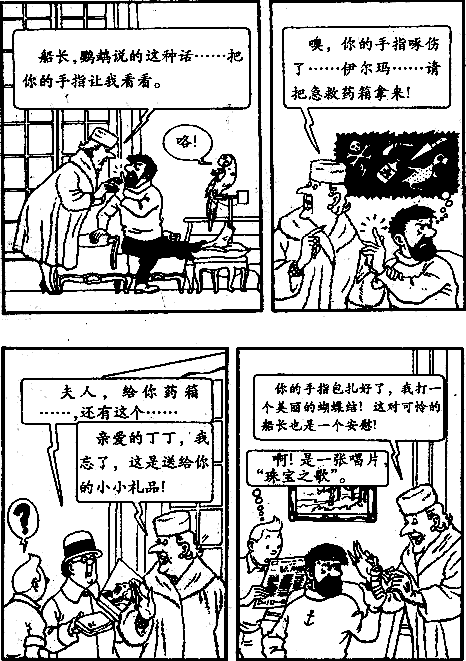 船长，鹦鹉说的这种话……把
你的手指让我看看。
咯！
噢，你的手指啄伤
了……伊尔玛……请
把急救药箱拿来！
夫人，给你药箱
……,还有这个……
亲爱的丁丁，我
忘了，这是送给你
的小小礼品！
?
你的手指包扎好了，我打一
个美丽的蝴蝶结！这对可怜的
船长也是一个安慰！
啊！是一张唱片，
“珠宝之歌”。